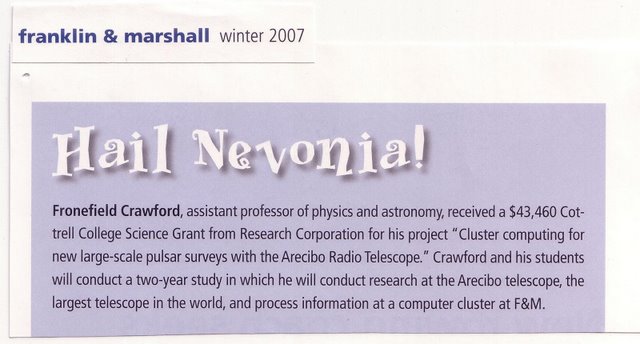 franklin & marshall winter 2007
Hail Nevonia!
Fronefield Crawford, assistant professor of physics and astronomy, received a $43,460 Cot-
trell College Science Grant from Research Corporation for his project “Cluster computing for
new large-scale pulsar surveys with the Arecibo Radio Telescope.” Crawford and his students
will conduct a two-year study in which he will conduct research at the Arecibo telescope, the
largest telescope in the world, and process information at a computer cluster at F&M.